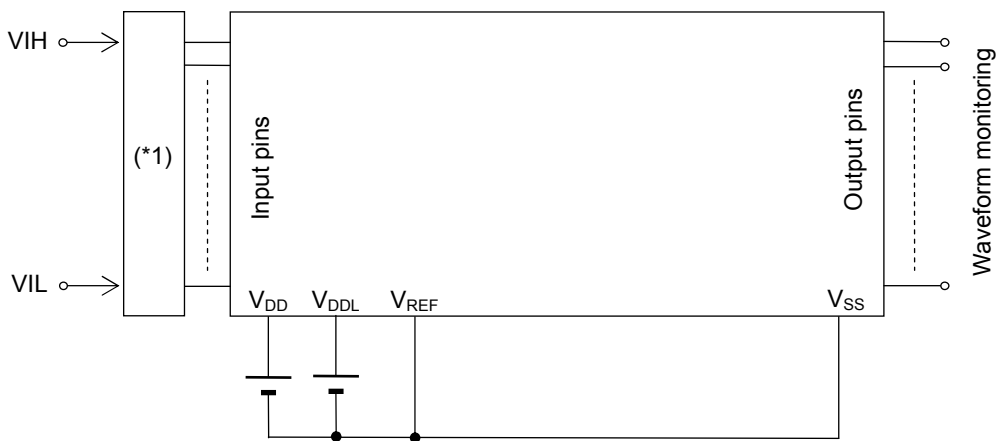 VIH
VIL
(*1)
Input pins
Output pins
Waveform monitoring
VDD
VDDL
VREF
VSS